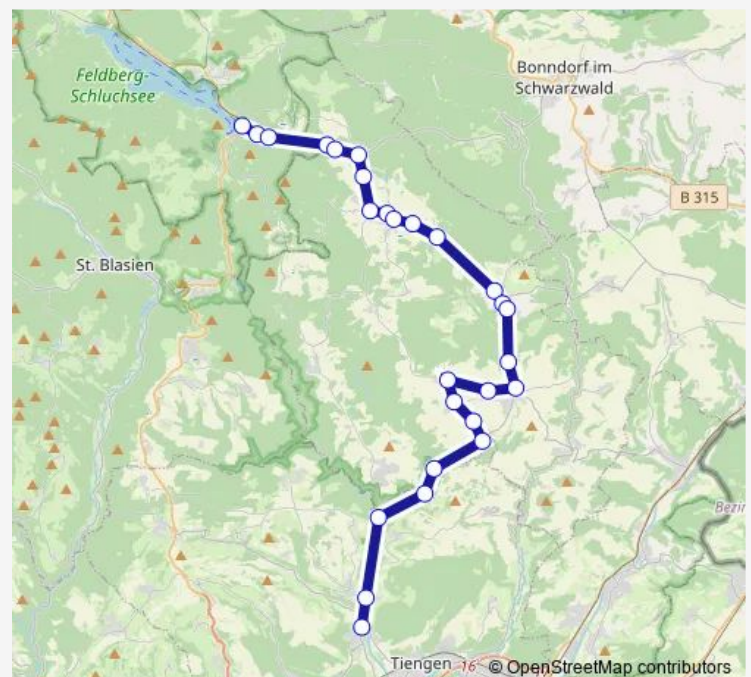 Feldberg-
Schluchsee
Bonndorf im
Schwarzwald
B 315
St. Blasien
Tiengen
16
© OpenStreetMap contributors